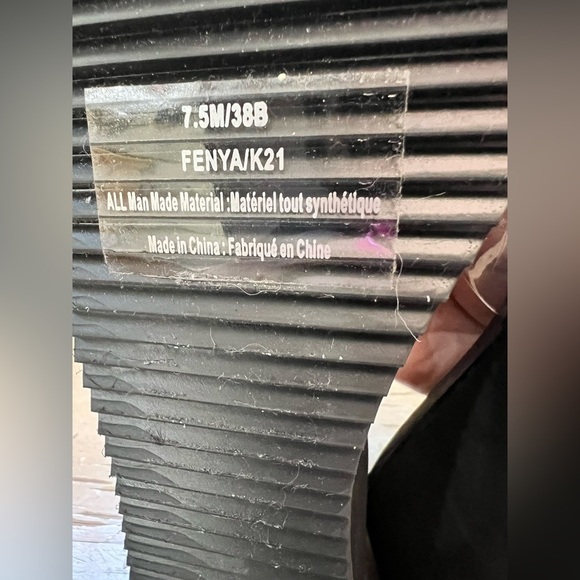 7.5M/38B
FENYA/K21
ALL Man Made Material :Matériel tout synthétique
Made in China : Fabriqué en Chine